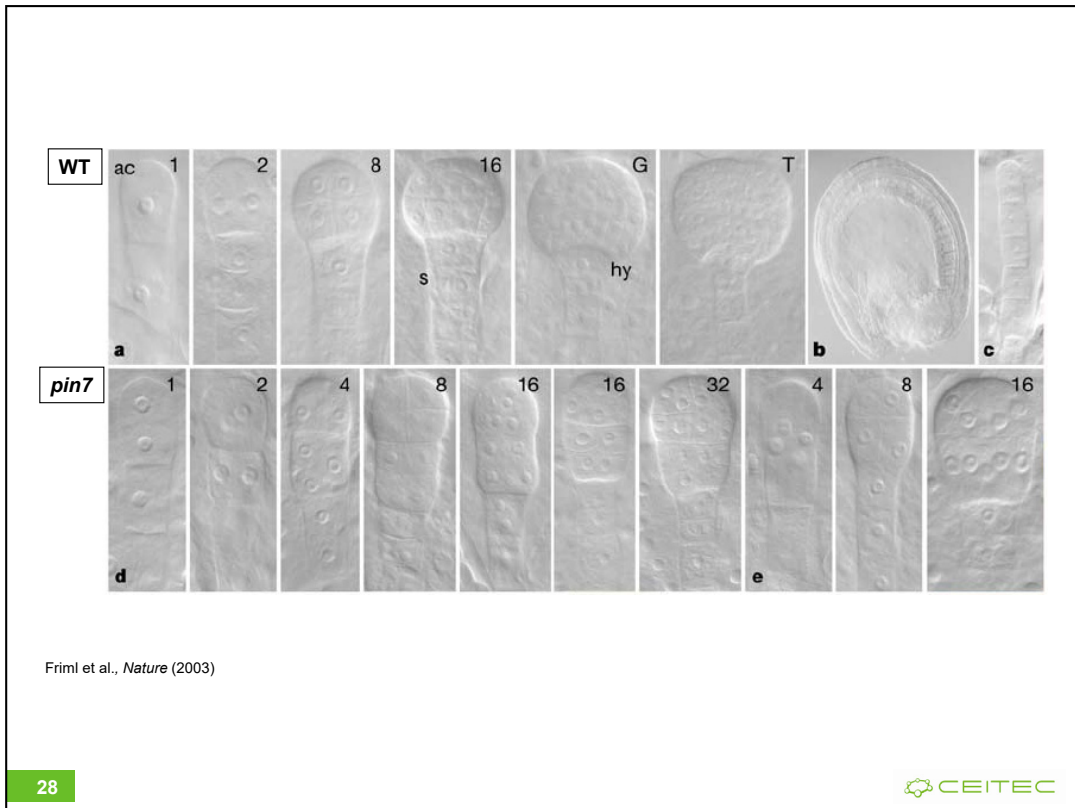 WT
ac 1 2 8 16 G T
s hy
a b c
pin7
1 2 4 8 16 16 32 4 8 16
d e
Friml et al., Nature (2003)
28
CEITEC